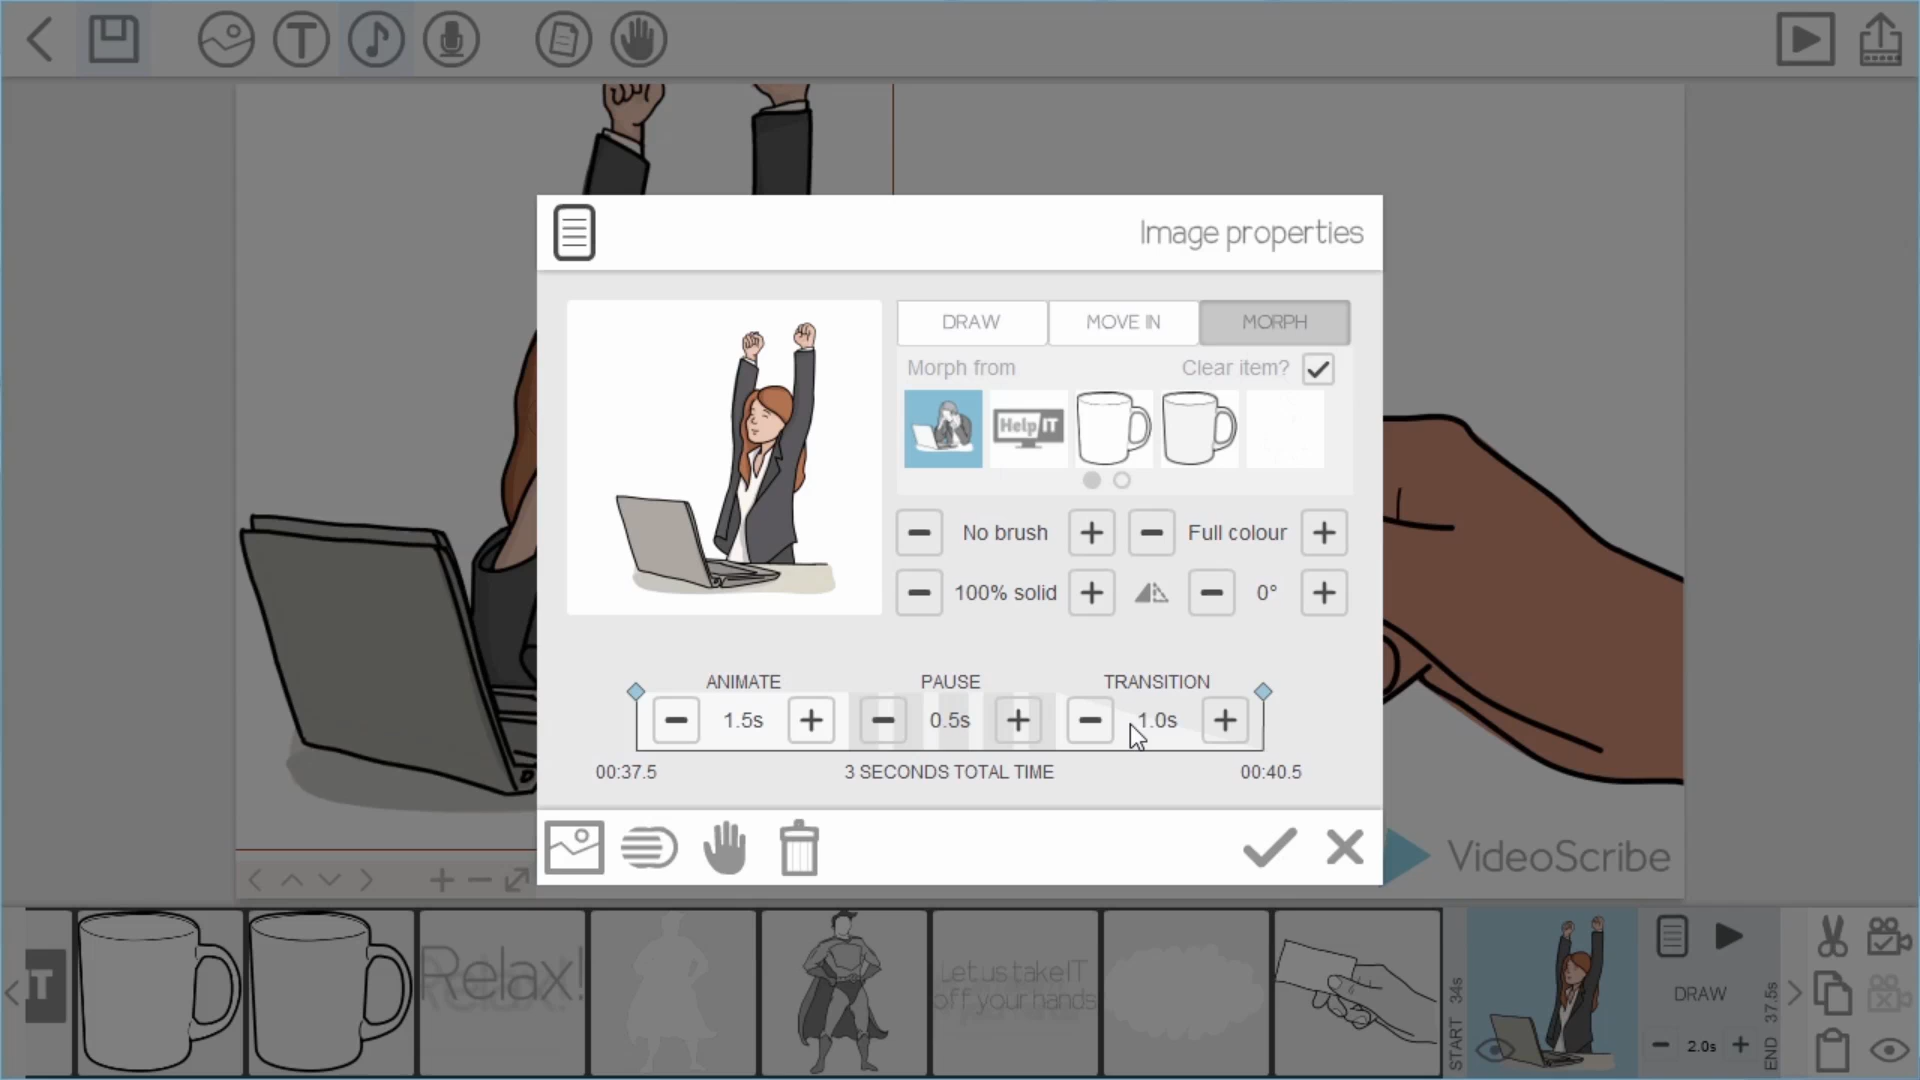 T
Image properties
DRAW
MOVE IN
MORPH
Morph from
Clear item?
Help IT
No brush
Full colour
100% solid
0°
ANIMATE
PAUSE
TRANSITION
1.5s
0.5s
1.0s
00:37.5
3 SECONDS TOTAL TIME
00:40.5
VideoScribe
IT
Relax!
Let us take IT
off your hands
START 34s
DRAW
2.0s
END 37.5s